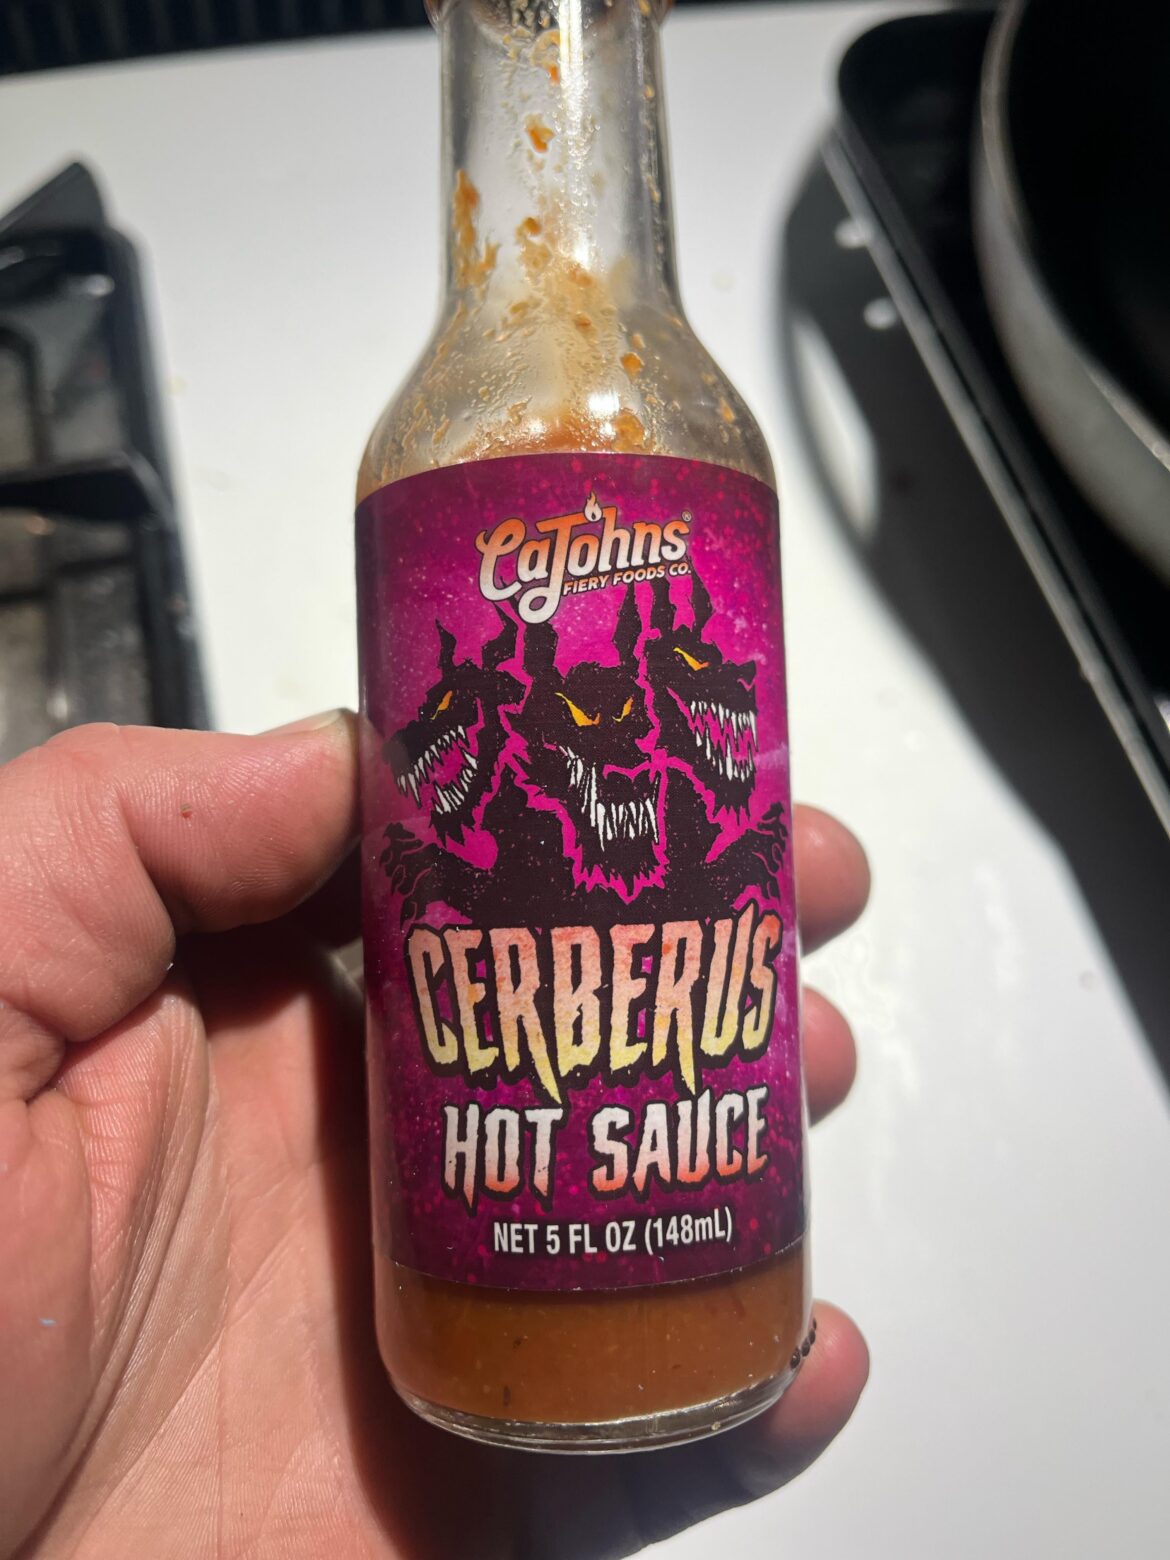 CaJohns®
FIERY FOODS CO.
CERBERUS
HOT SAUCE
NET 5 FL OZ (148mL)